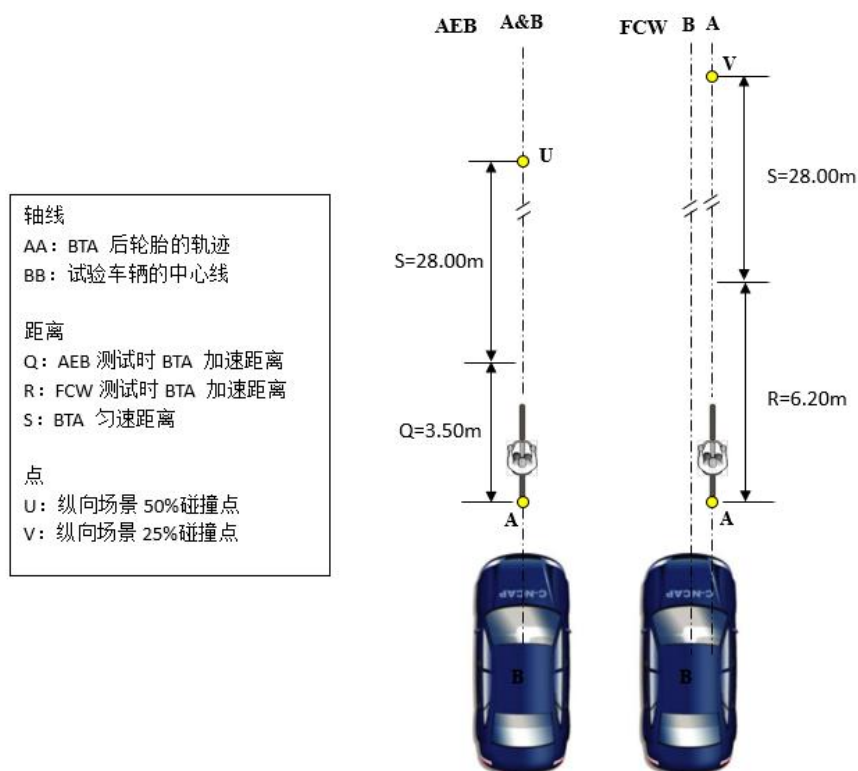 AEB A&B FCW B A
V
U
S=28.00m
轴线
AA：BTA 后轮胎的轨迹
BB：试验车辆的中心线
S=28.00m
距离
Q：AEB 测试时 BTA 加速距离
R：FCW 测试时 BTA 加速距离
S：BTA 匀速距离
R=6.20m
Q=3.50m
点
U：纵向场景 50%碰撞点
V：纵向场景 25%碰撞点
A A
C-NCAP C-NCAP
B B